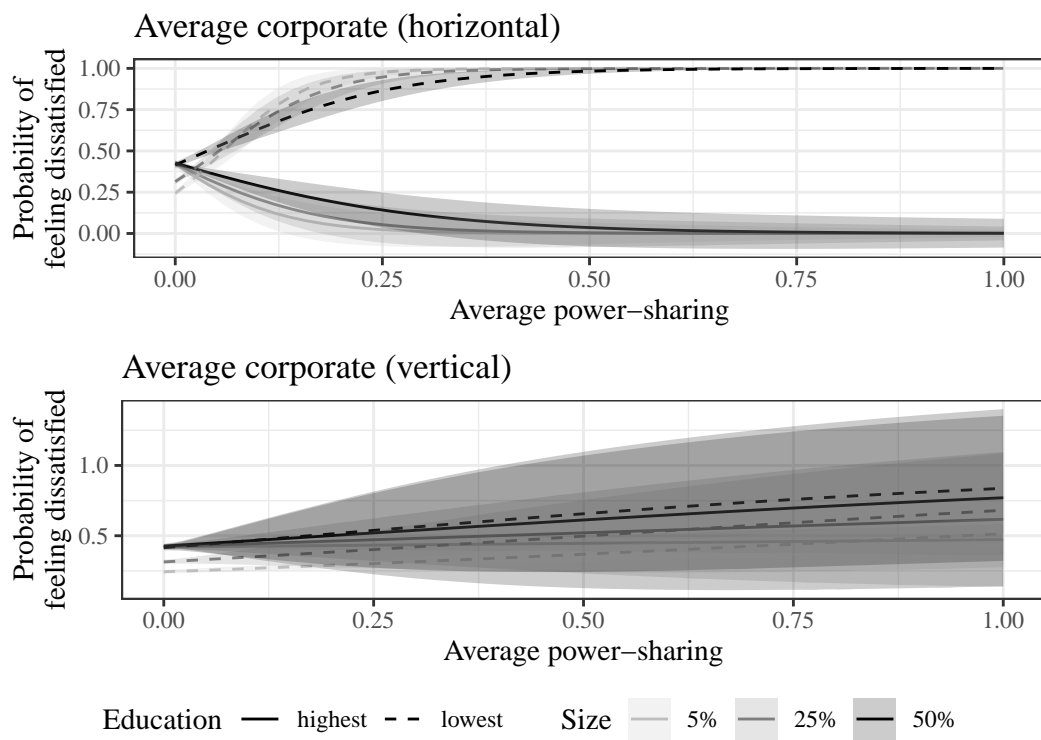 Average corporate (horizontal)
Probability of
feeling dissatisfied
1.00
0.75
0.50
0.25
0.00
0.00 0.25 0.50 0.75 1.00
Average power−sharing
Average corporate (vertical)
Probability of
feeling dissatisfied
1.0
0.5
0.00 0.25 0.50 0.75 1.00
Average power−sharing
Education highest lowest Size 5% 25% 50%